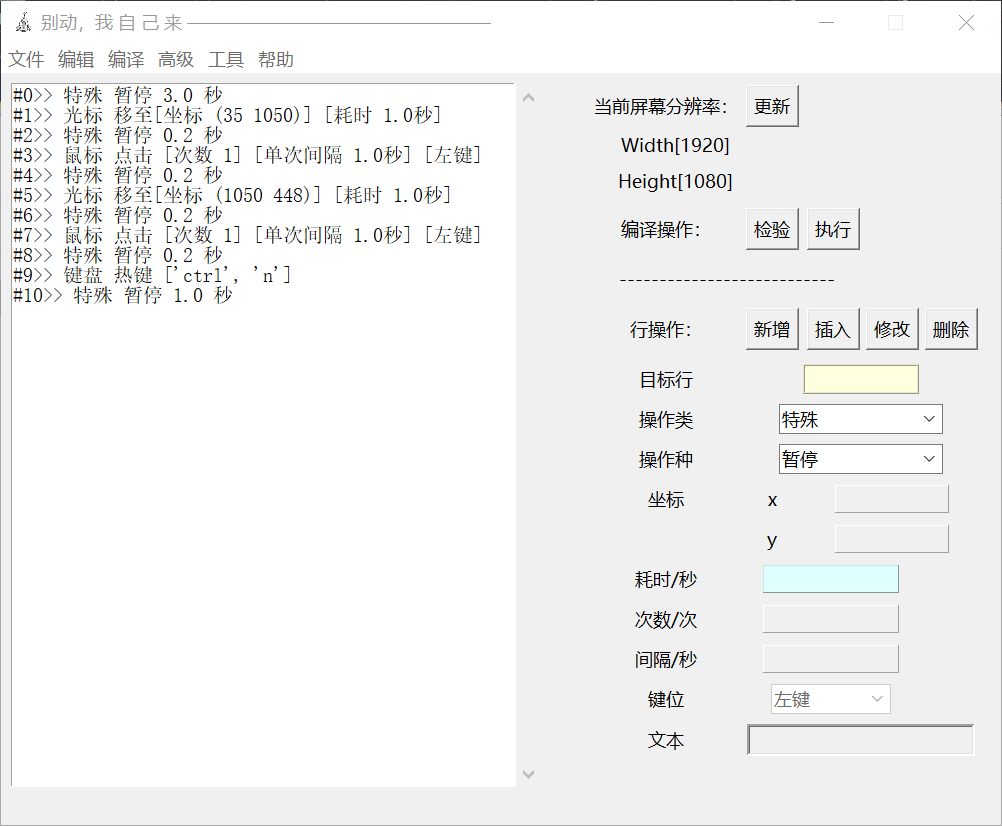 别动，我 自 己 来 ————————————————
文件 编辑 编译 高级 工具 帮助
#0>> 特殊 暂停 3.0 秒
#1>> 光标 移至[坐标 (35 1050)] [耗时 1.0秒]
#2>> 特殊 暂停 0.2 秒
#3>> 鼠标 点击 [次数 1] [单次间隔 1.0秒] [左键]
#4>> 特殊 暂停 0.2 秒
#5>> 光标 移至[坐标 (1050 448)] [耗时 1.0秒]
#6>> 特殊 暂停 0.2 秒
#7>> 鼠标 点击 [次数 1] [单次间隔 1.0秒] [左键]
#8>> 特殊 暂停 0.2 秒
#9>> 键盘 热键 ['ctrl', 'n']
#10>> 特殊 暂停 1.0 秒
当前屏幕分辨率： 更新
Width[1920]
Height[1080]
编译操作： 检验 执行
---------------------------
行操作： 新增 插入 修改 删除
目标行
操作类 特殊
操作种 暂停
坐标 x
y
耗时/秒
次数/次
间隔/秒
键位 左键
文本